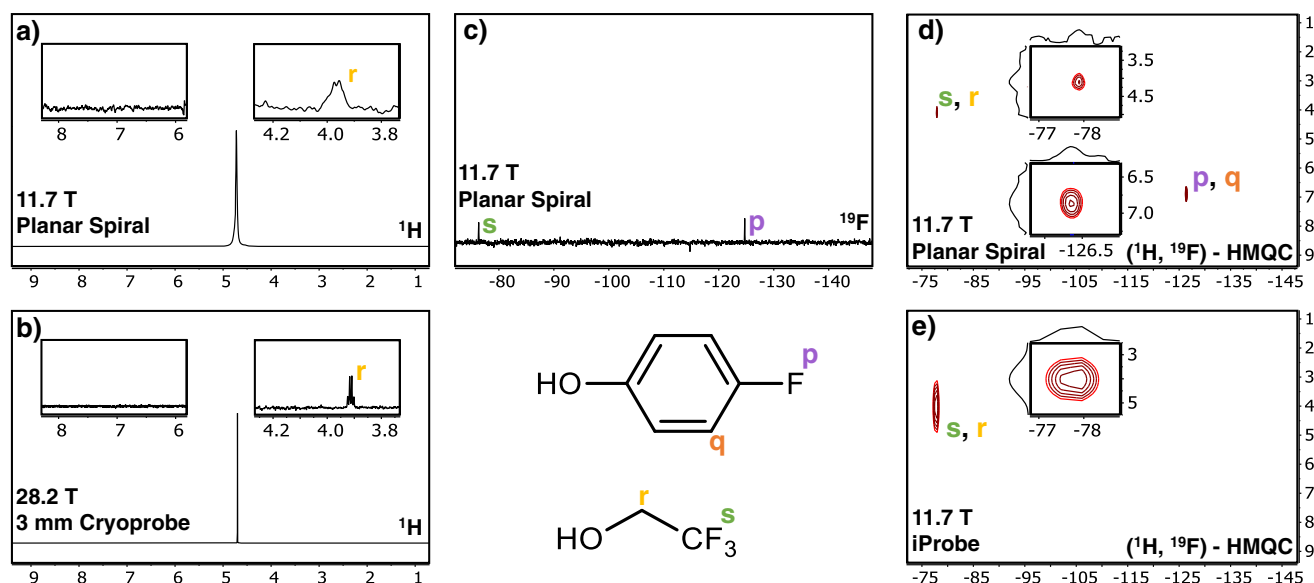 a)
r
8 7 6
4.2 4.0 3.8
11.7 T
Planar Spiral
¹H
9 8 7 6 5 4 3 2 1
b)
r
8 7 6
4.2 4.0 3.8
28.2 T
3 mm Cryoprobe
¹H
9 8 7 6 5 4 3 2 1
c)
11.7 T
Planar Spiral
s
p
¹⁹F
-80 -90 -100 -110 -120 -130 -140
p
HO
F
q
r
s
HO
CF₃
d)
3.5
4.5
-77 -78
s, r
6.5
7.0
-126.5
p, q
11.7 T
Planar Spiral
(¹H, ¹⁹F) - HMQC
1
2
3
4
5
6
7
8
9
-75 -85 -95 -105 -115 -125 -135 -145
e)
3
5
-77 -78
s, r
11.7 T
iProbe
(¹H, ¹⁹F) - HMQC
1
2
3
4
5
6
7
8
9
-75 -85 -95 -105 -115 -125 -135 -145